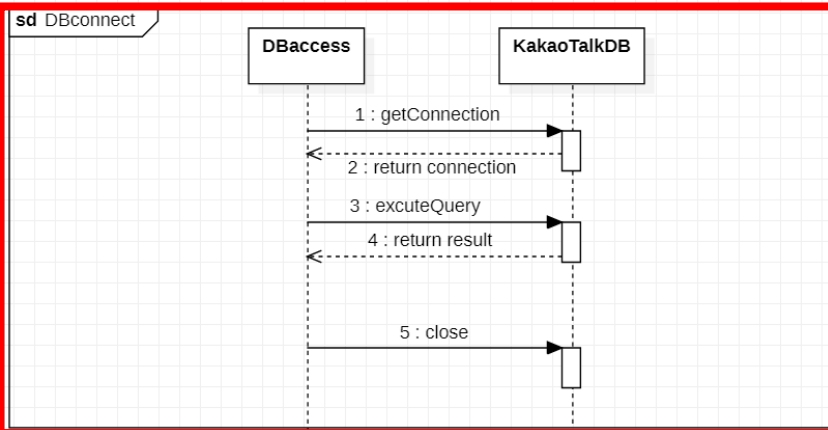 sd DBconnect
DBaccess
KakaoTalkDB
1 : getConnection
2 : return connection
3 : excuteQuery
4 : return result
5 : close